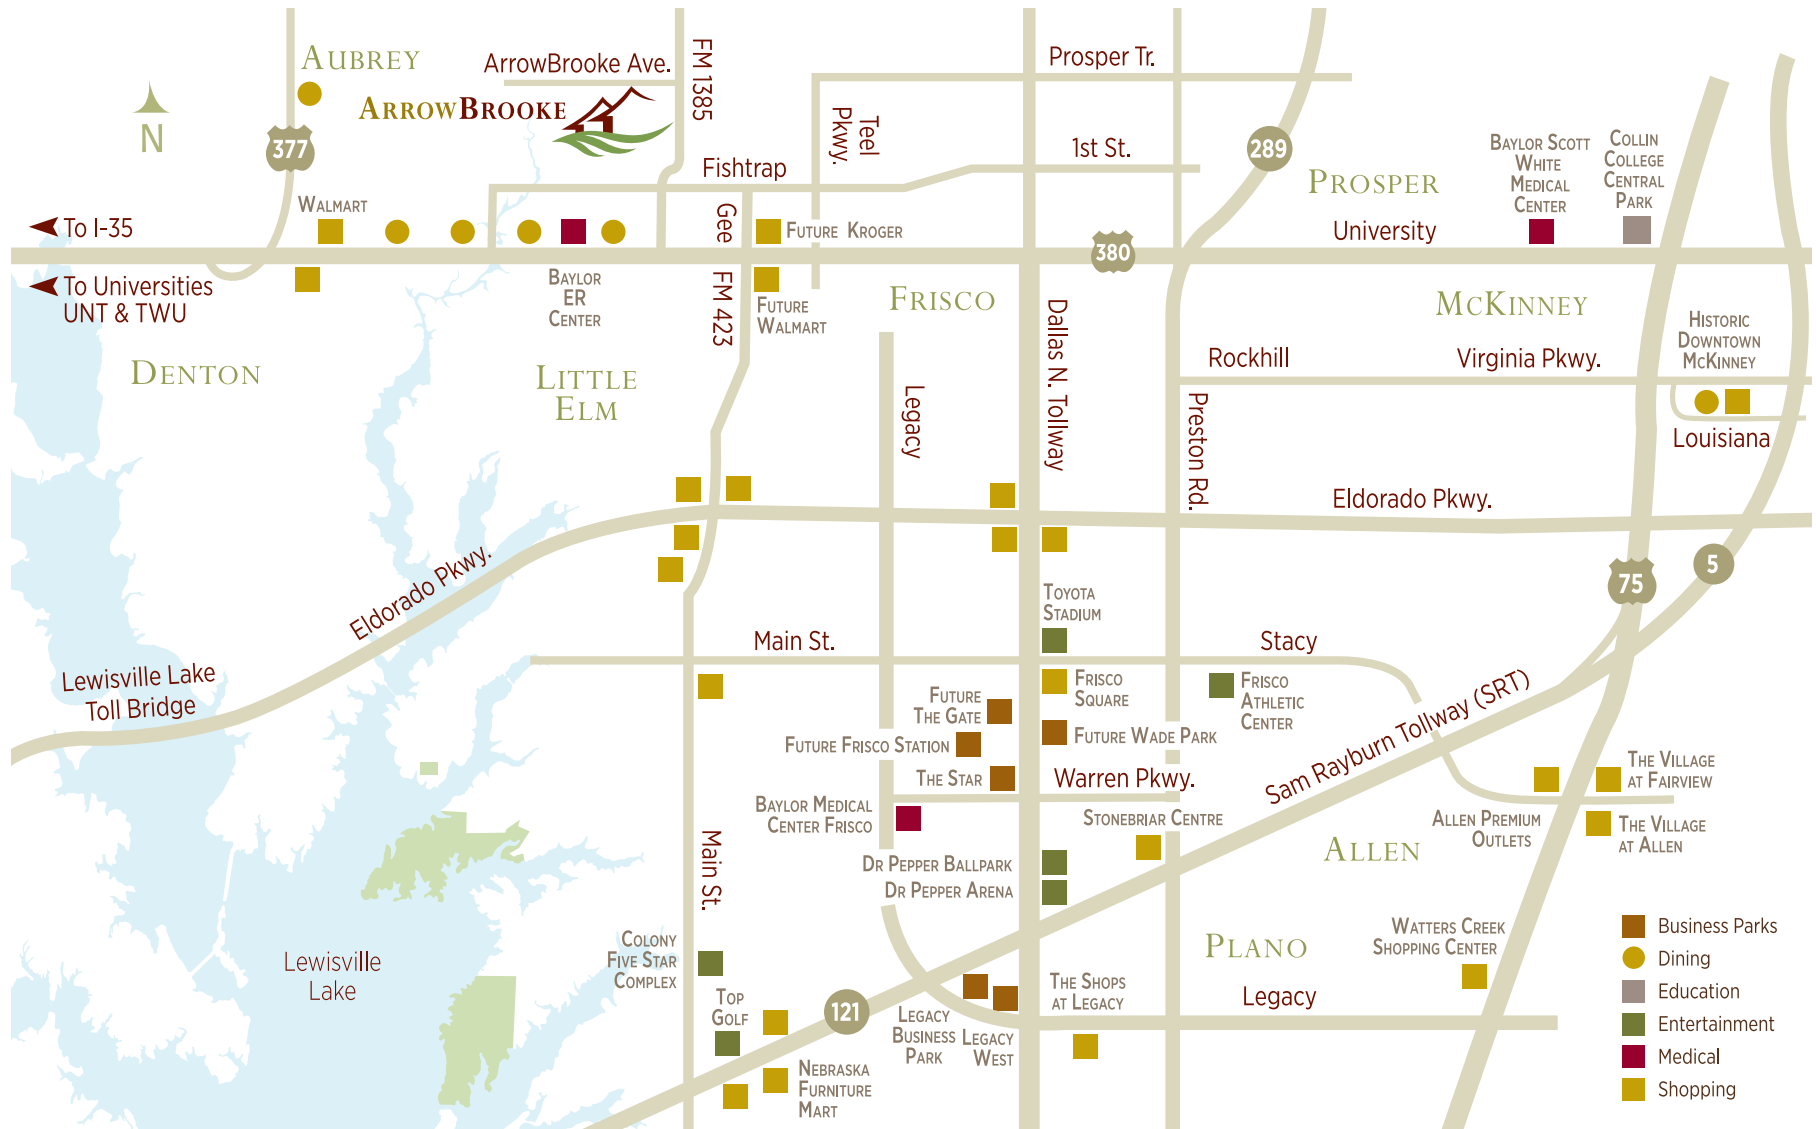 AUBREY
ArrowBrooke Ave.
FM 1385
Prosper Tr.
ARROWBROOKE
N
377
Teel
Pkwy.
1st St.
289
Fishtrap
PROSPER
BAYLOR SCOTT
WHITE
MEDICAL
CENTER
COLLIN
COLLEGE
CENTRAL
PARK
WALMART
To I-35
Gee
FUTURE KROGER
University
380
To Universities
UNT & TWU
BAYLOR
ER
CENTER
FM 423
FUTURE
WALMART
FRISCO
Dallas N. Tollway
MCKINNEY
HISTORIC
DOWNTOWN
MCKINNEY
DENTON
LITTLE
ELM
Rockhill
Virginia Pkwy.
Legacy
Preston Rd.
Louisiana
Eldorado Pkwy.
Eldorado Pkwy.
5
75
TOYOTA
STADIUM
Main St.
Stacy
Lewisville Lake
Toll Bridge
FRISCO
SQUARE
FRISCO
ATHLETIC
CENTER
Sam Rayburn Tollway (SRT)
FUTURE
THE GATE
FUTURE WADE PARK
FUTURE FRISCO STATION
THE STAR
Warren Pkwy.
THE VILLAGE
AT FAIRVIEW
BAYLOR MEDICAL
CENTER FRISCO
STONEBRIAR CENTRE
ALLEN PREMIUM
OUTLETS
THE VILLAGE
AT ALLEN
Main St.
DR PEPPER BALLPARK
DR PEPPER ARENA
ALLEN
PLANO
WATTERS CREEK
SHOPPING CENTER
COLONY
FIVE STAR
COMPLEX
Lewisville
Lake
TOP
GOLF
121
THE SHOPS
AT LEGACY
Legacy
LEGACY
BUSINESS
PARK
LEGACY
WEST
NEBRASKA
FURNITURE
MART
Business Parks
Dining
Education
Entertainment
Medical
Shopping